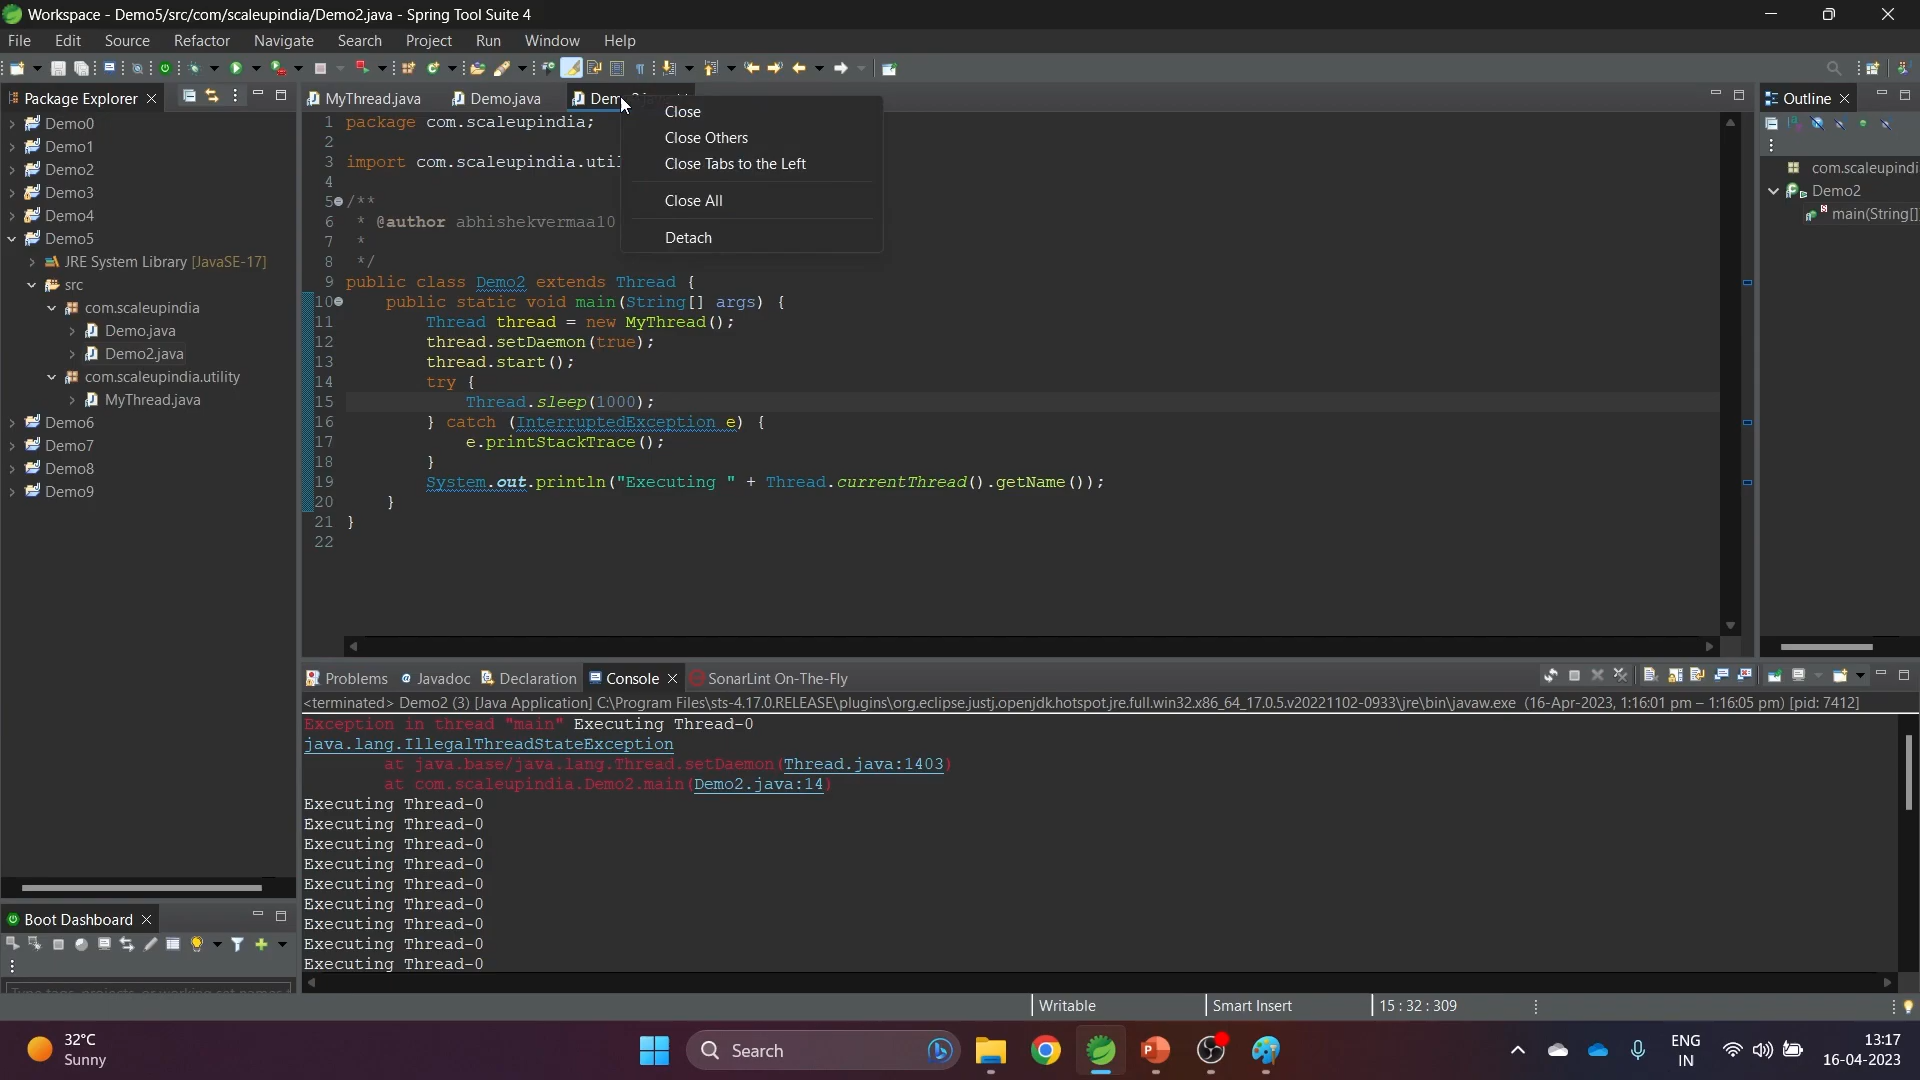 Workspace - Demo5/src/com/scaleupindia/Demo2.java - Spring Tool Suite 4
File Edit Source Refactor Navigate Search Project Run Window Help
Package Explorer
MyThread.java Demo.java
Outline
Demo0
Demo1
Demo2
Demo3
Demo4
Demo5
JRE System Library [JavaSE-17]
src
com.scaleupindia
Demo.java
Demo2.java
com.scaleupindia.utility
MyThread.java
Demo6
Demo7
Demo8
Demo9
Close
Close Others
Close Tabs to the Left
Close All
Detach
1 package com.scaleupindia;
2
3 import com.scaleupindia.util
4
5 /**
6 * @author abhishekvermaa10
7 *
8 */
9 public class Demo2 extends Thread {
10 public static void main(String[] args) {
11 Thread thread = new MyThread();
12 thread.setDaemon(true);
13 thread.start();
14 try {
15 Thread.sleep(1000);
16 } catch (InterruptedException e) {
17 e.printStackTrace();
18 }
19 System.out.println("Executing " + Thread.currentThread().getName());
20 }
21 }
22
com.scaleupindi
Demo2
main(String[]
Problems Javadoc Declaration Console SonarLint On-The-Fly
<terminated> Demo2 (3) [Java Application] C:\Program Files\sts-4.17.0.RELEASE\plugins\org.eclipse.justj.openjdk.hotspot.jre.full.win32.x86_64_17.0.5.v20221102-0933\jre\bin\javaw.exe (16-Apr-2023, 1:16:01 pm – 1:16:05 pm) [pid: 7412]
Exception in thread "main" Executing Thread-0
java.lang.IllegalThreadStateException
at java.base/java.lang.Thread.setDaemon(Thread.java:1403)
at com.scaleupindia.Demo2.main(Demo2.java:14)
Executing Thread-0
Executing Thread-0
Executing Thread-0
Executing Thread-0
Executing Thread-0
Executing Thread-0
Executing Thread-0
Executing Thread-0
Executing Thread-0
Boot Dashboard
Writable Smart Insert 15 : 32 : 309
32°C
Sunny
Search
ENG
IN
13:17
16-04-2023